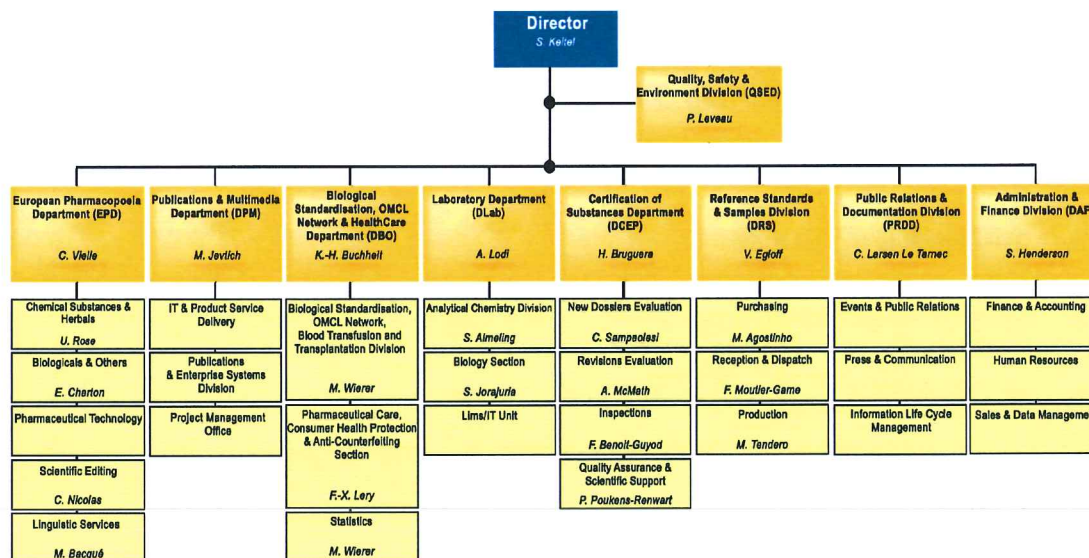 Director
S. Keitel
Quality, Safety &
Environment Division (QSED)
P. Leveau
European Pharmacopoeia
Department (EPD)
C. Vielle
Publications & Multimedia
Department (DPM)
M. Jevtich
Biological
Standardisation, OMCL
Network & HealthCare
Department (DBO)
K.-H. Buchheit
Laboratory Department
(DLab)
A. Lodi
Certification of
Substances Department
(DCEP)
H. Bruguera
Reference Standards
& Samples Division
(DRS)
V. Egloff
Public Relations &
Documentation Division
(PRDD)
C. Larsen Le Tarnec
Administration &
Finance Division (DAF
S. Henderson
Chemical Substances &
Herbals
U. Rose
Biologicals & Others
E. Charton
Pharmaceutical Technology
Scientific Editing
C. Nicolas
Linguistic Services
M. Bacqué
IT & Product Service
Delivery
Publications
& Enterprise Systems
Division
Project Management
Office
Biological Standardisation,
OMCL Network,
Blood Transfusion and
Transplantation Division
M. Wierer
Pharmaceutical Care,
Consumer Health Protection
& Anti-Counterfeiting
Section
F.-X. Lery
Statistics
M. Wierer
Analytical Chemistry Division
S. Almeling
Biology Section
S. Jorajuria
Lims/IT Unit
New Dossiers Evaluation
C. Sampaolesi
Revisions Evaluation
A. McMath
Inspections
F. Benoit-Guyod
Quality Assurance &
Scientific Support
P. Poukens-Renwart
Purchasing
M. Agostinho
Reception & Dispatch
F. Moutier-Game
Production
M. Tendero
Events & Public Relations
Press & Communication
Information Life Cycle
Management
Finance & Accounting
Human Resources
Sales & Data Manageme